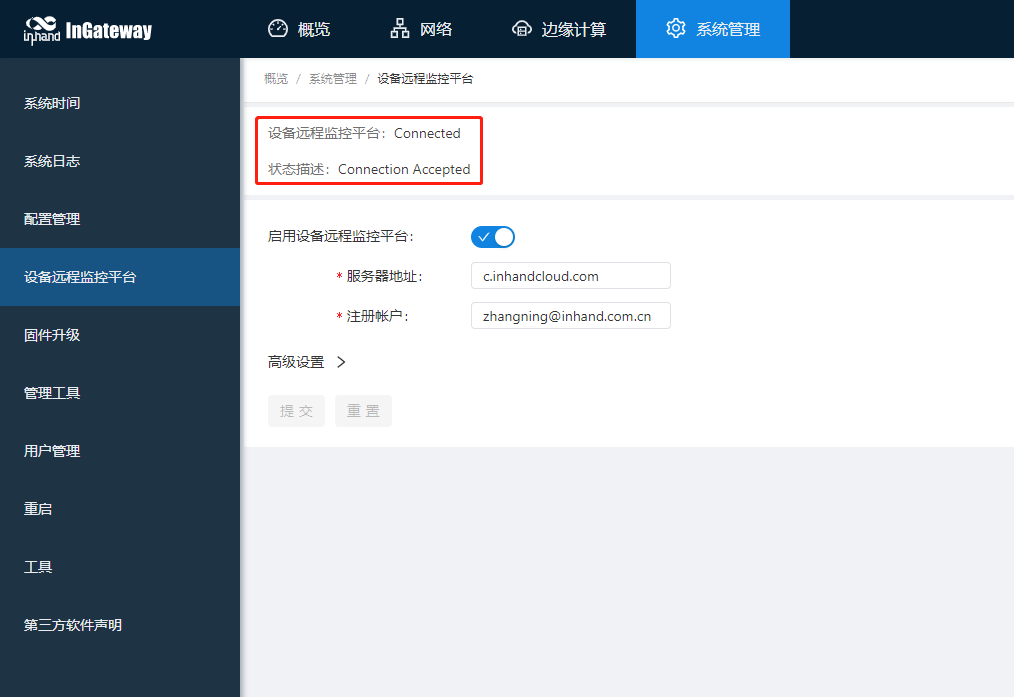 inhand InGateway
概览
网络
边缘计算
系统管理
概览 / 系统管理 / 设备远程监控平台
系统时间
系统日志
配置管理
设备远程监控平台
固件升级
管理工具
用户管理
重启
工具
第三方软件声明
设备远程监控平台: Connected
状态描述: Connection Accepted
启用设备远程监控平台:
* 服务器地址: c.inhandcloud.com
* 注册帐户: zhangning@inhand.com.cn
高级设置 >
提 交 重 置